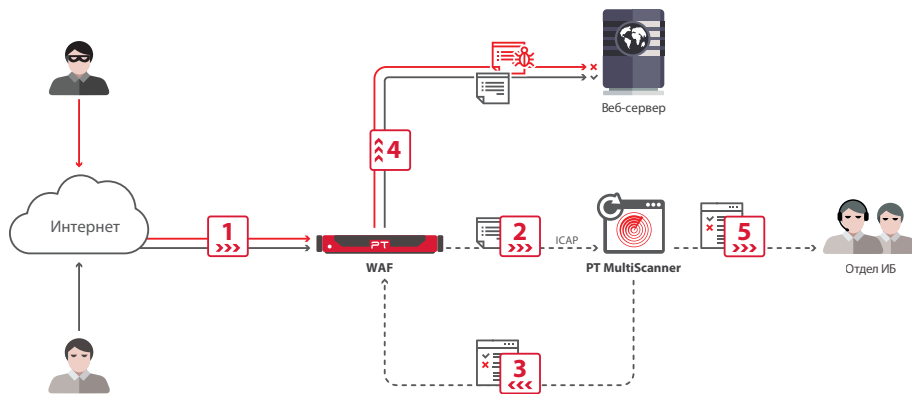 Веб-сервер
4
Интернет
1
PT
WAF
2
ICAP
PT MultiScanner
5
Отдел ИБ
3